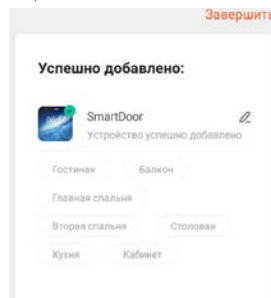 Завершить
Успешно добавлено:
SmartDoor
Устройство успешно добавлено
Гостиная Балкон
Главная спальня
Вторая спальня Столовая
Кухня Кабинет